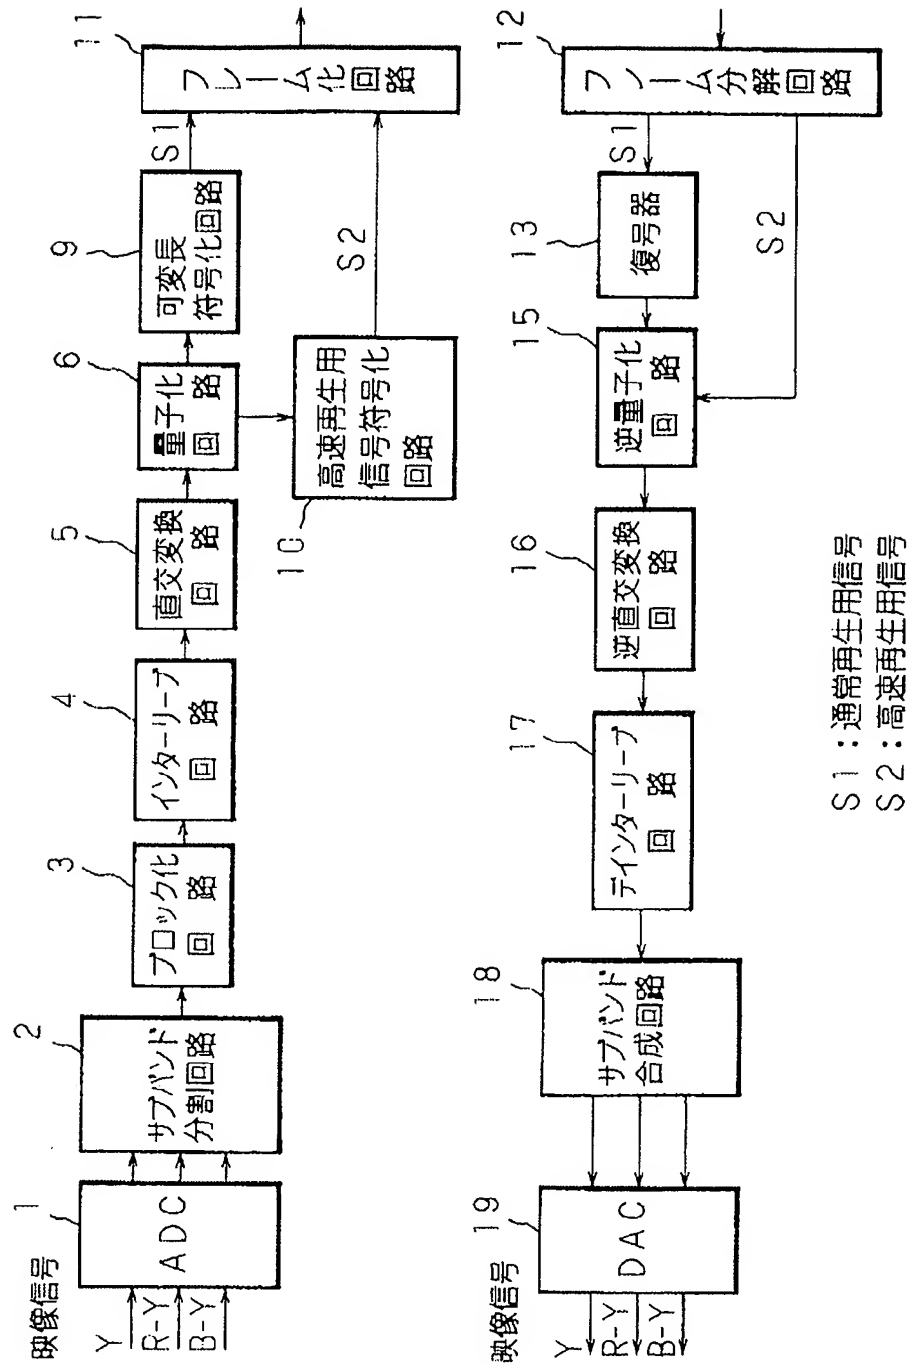 映像信号
Y
R-Y
B-Y
1
ADC
2
サブバンド
分割回路
3
ブロック化
回路
4
インターリーブ
回路
5
直交変換
回路
6
量子化
回路
9
可変長
符号化回路
S1
11
フレーム化回路
10
高速再生用
信号符号化
回路
S2
12
フレーム分解回路
S1
S2
13
復号器
15
逆量子化
回路
16
逆直交変換
回路
17
デインターリーブ
回路
18
サブバンド
合成回路
19
DAC
映像信号
Y
R-Y
B-Y
S1：通常再生用信号
S2：高速再生用信号